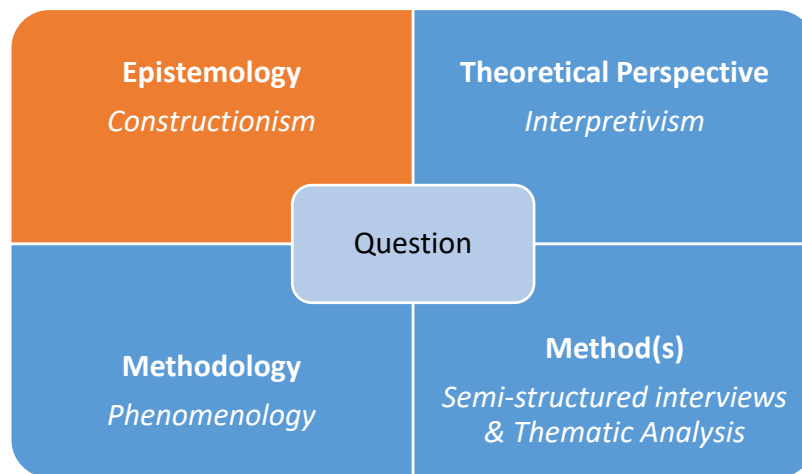 Epistemology
Constructionism
Theoretical Perspective
Interpretivism
Question
Methodology
Phenomenology
Method(s)
Semi-structured interviews
& Thematic Analysis